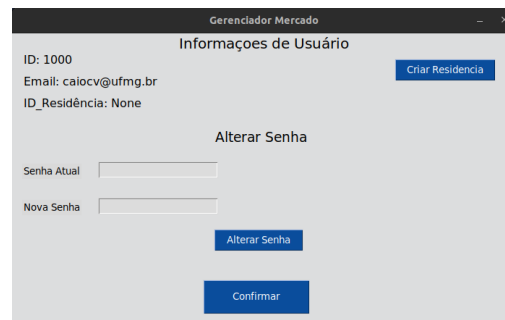 Gerenciador Mercado
Informaçoes de Usuário
ID: 1000
Criar Residencia
Email: caiocv@ufmg.br
ID_Residência: None
Alterar Senha
Senha Atual
Nova Senha
Alterar Senha
Confirmar